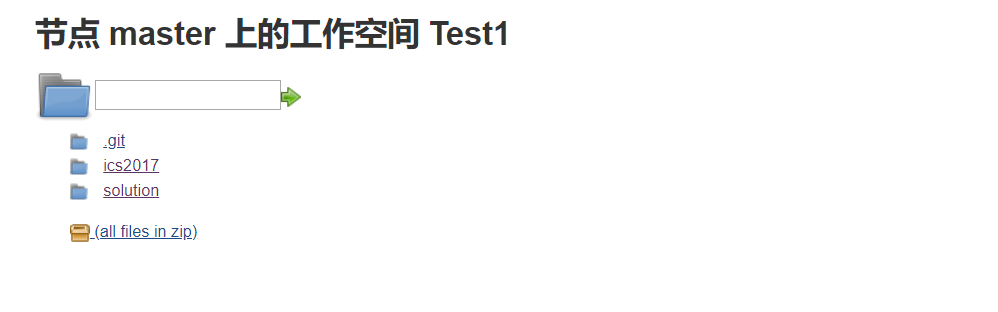 节点 master 上的工作空间 Test1
.git
ics2017
solution
(all files in zip)